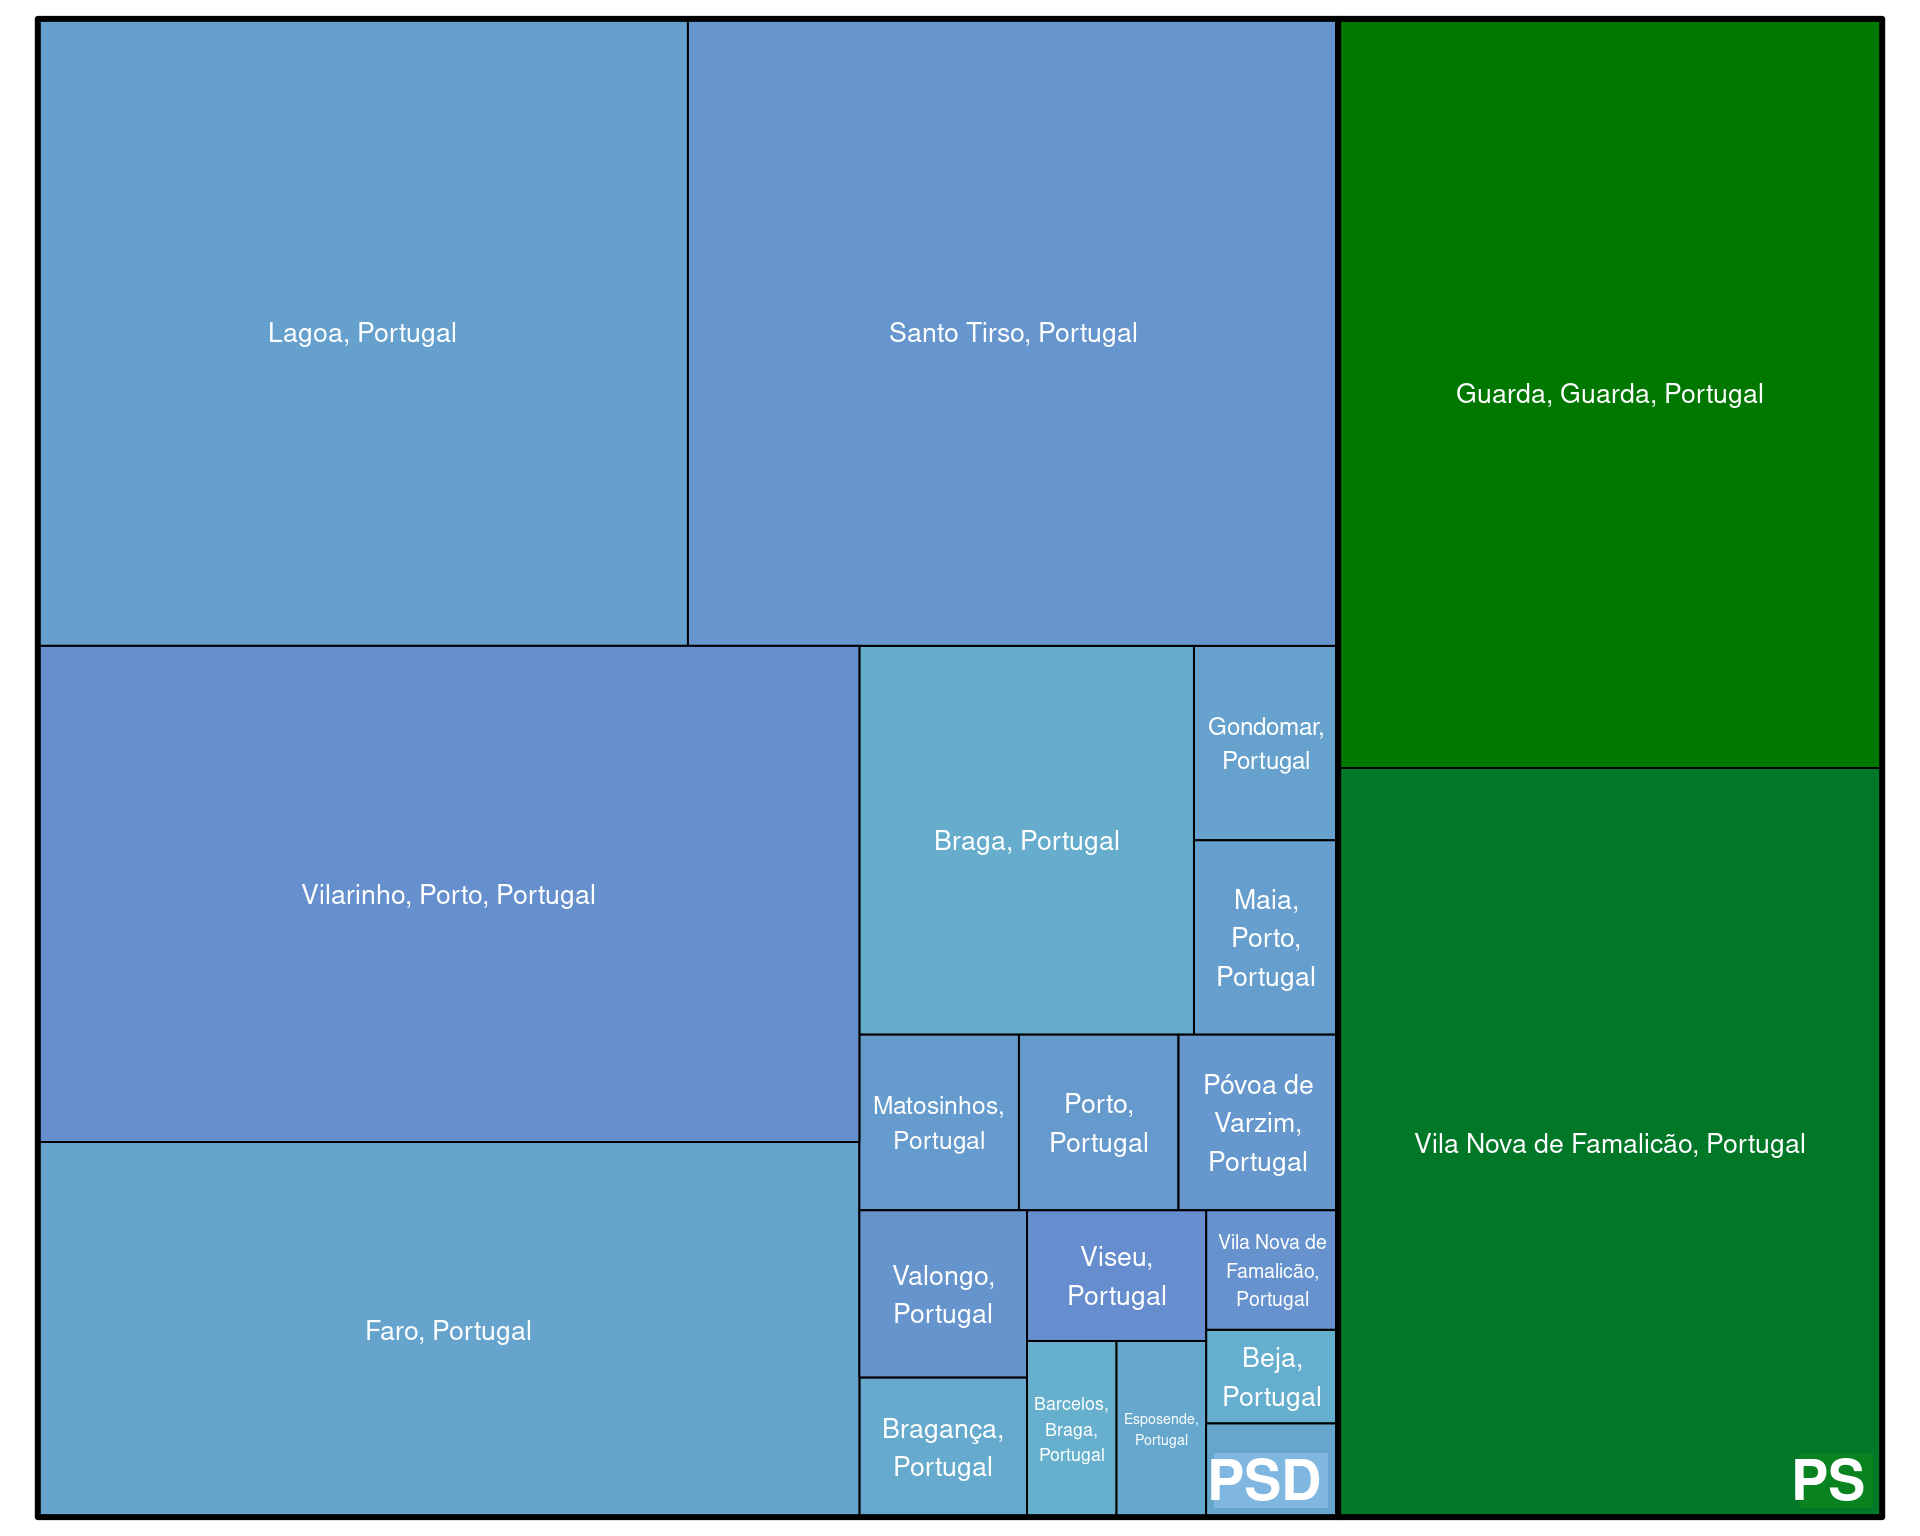 Lagoa, Portugal
Santo Tirso, Portugal
Guarda, Guarda, Portugal
Vilarinho, Porto, Portugal
Braga, Portugal
Gondomar,
Portugal
Maia,
Porto,
Portugal
Matosinhos,
Portugal
Porto,
Portugal
Póvoa de
Varzim,
Portugal
Vila Nova de Famalicão, Portugal
Faro, Portugal
Valongo,
Portugal
Viseu,
Portugal
Vila Nova de
Famalicão,
Portugal
Beja,
Portugal
Bragança,
Portugal
Barcelos,
Braga,
Portugal
Esposende,
Portugal
PSD
PS